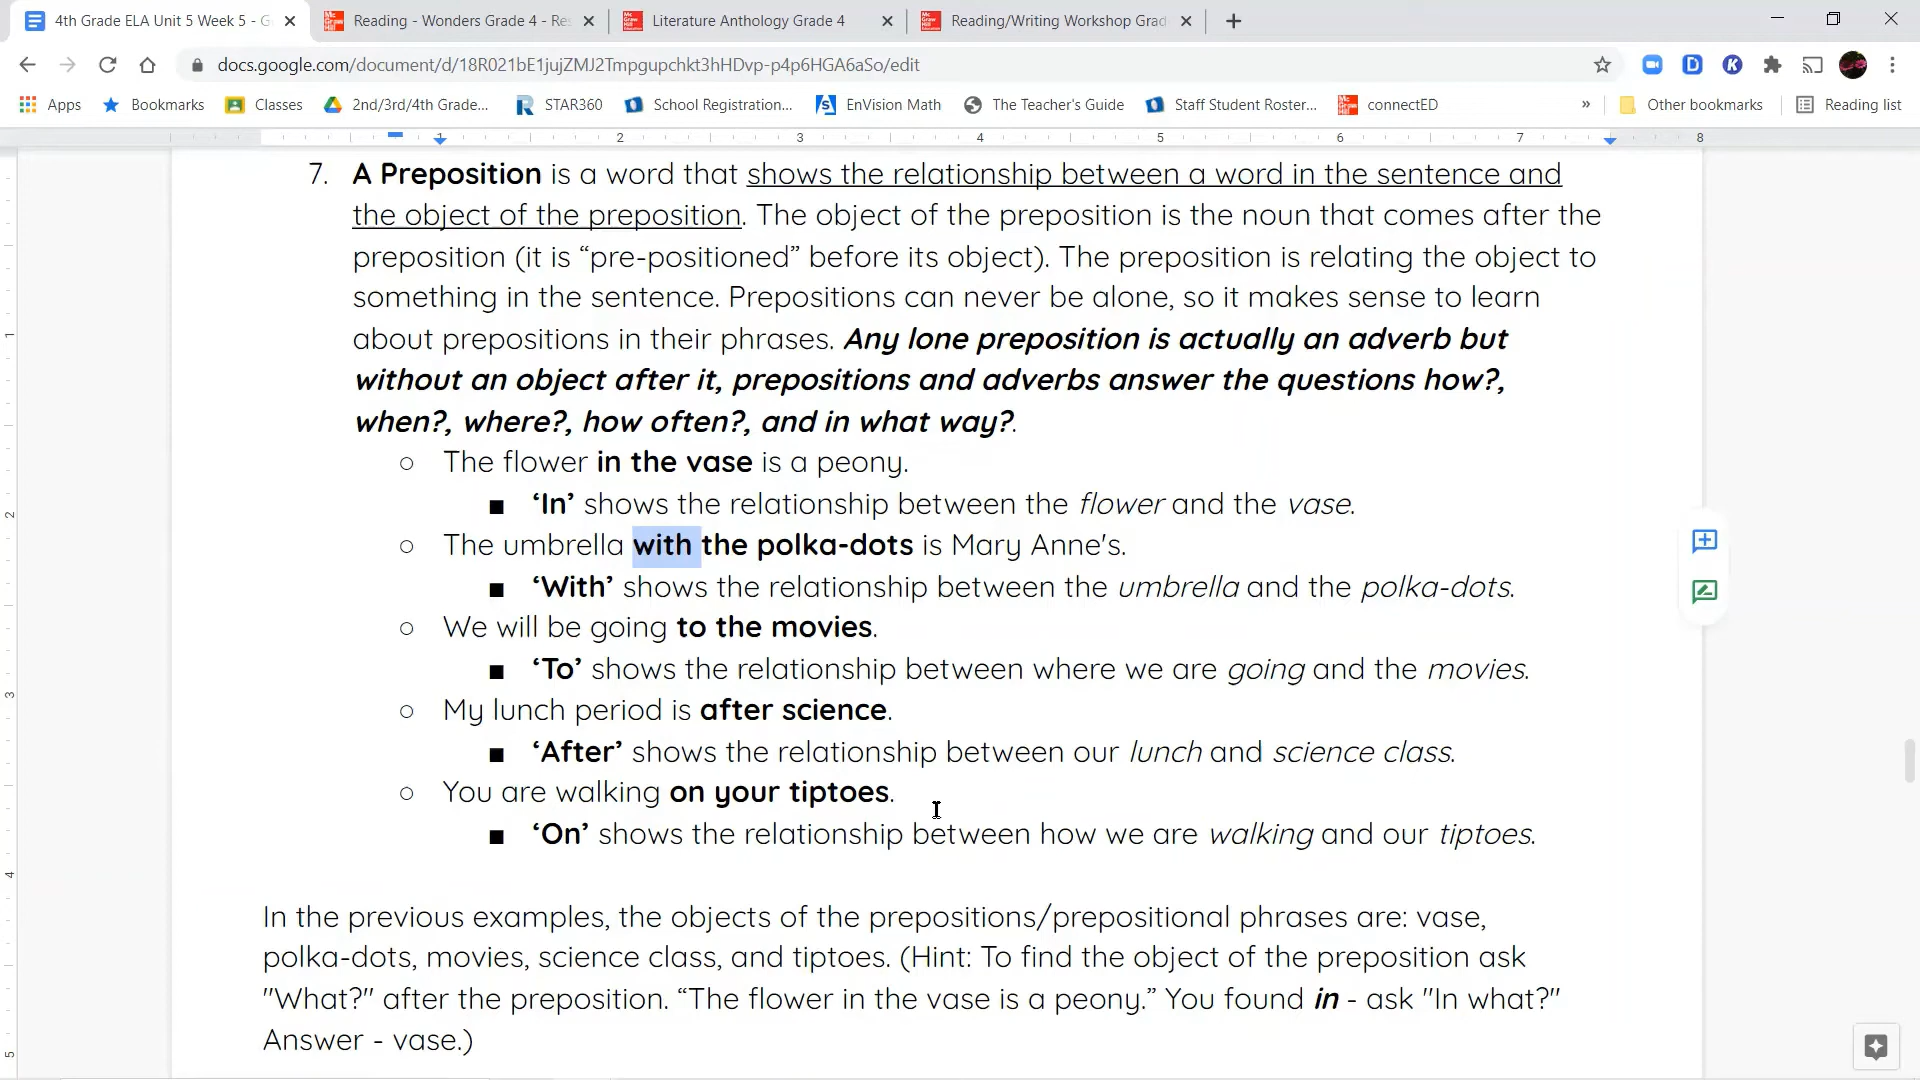 4th Grade ELA Unit 5 Week 5 - G
Reading - Wonders Grade 4 - Re
Literature Anthology Grade 4
Reading/Writing Workshop Grad
docs.google.com/document/d/18R021bE1jujZMJ2Tmpgupchkt3hHDvp-p4p6HGA6aSo/edit
Apps Bookmarks Classes 2nd/3rd/4th Grade... STAR360 School Registration... EnVision Math The Teacher's Guide Staff Student Roster... connectED » Other bookmarks Reading list
1 2 3 4 5 6 7 8
7. A Preposition is a word that shows the relationship between a word in the sentence and
the object of the preposition. The object of the preposition is the noun that comes after the
preposition (it is “pre-positioned” before its object). The preposition is relating the object to
something in the sentence. Prepositions can never be alone, so it makes sense to learn
about prepositions in their phrases. Any lone preposition is actually an adverb but
without an object after it, prepositions and adverbs answer the questions how?,
when?, where?, how often?, and in what way?.
○ The flower in the vase is a peony.
■ ‘In’ shows the relationship between the flower and the vase.
○ The umbrella with the polka-dots is Mary Anne's.
■ ‘With’ shows the relationship between the umbrella and the polka-dots.
○ We will be going to the movies.
■ ‘To’ shows the relationship between where we are going and the movies.
○ My lunch period is after science.
■ ‘After’ shows the relationship between our lunch and science class.
○ You are walking on your tiptoes.
■ ‘On’ shows the relationship between how we are walking and our tiptoes.
In the previous examples, the objects of the prepositions/prepositional phrases are: vase,
polka-dots, movies, science class, and tiptoes. (Hint: To find the object of the preposition ask
"What?" after the preposition. “The flower in the vase is a peony.” You found in - ask "In what?"
Answer - vase.)